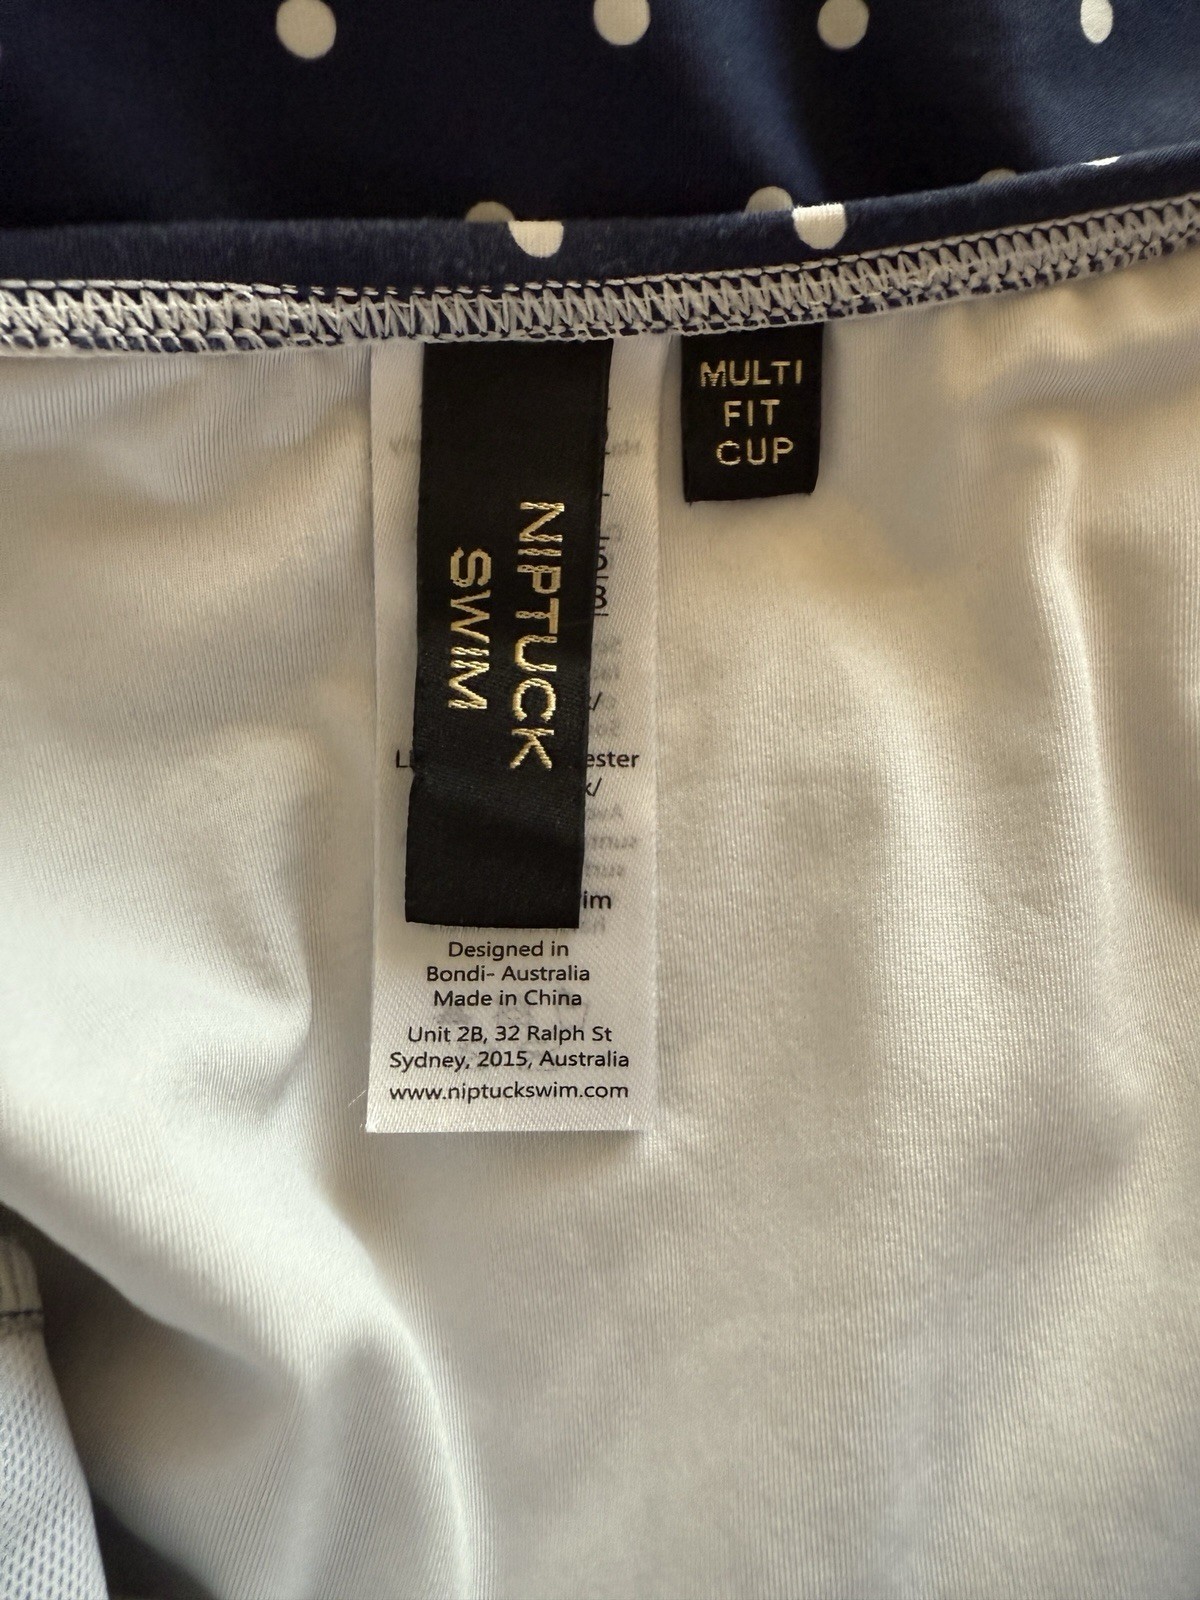 MULTI
FIT
CUP
NIPTUCK
SWIM
Designed in
Bondi- Australia
Made in China
Unit 2B, 32 Ralph St
Sydney, 2015, Australia
www.niptuckswim.com